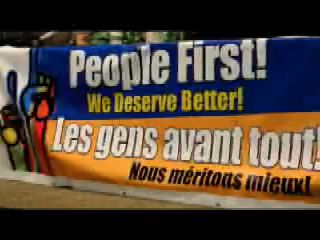 People First!
We Deserve Better!
Les gens avant tout!
Nous méritons mieux!